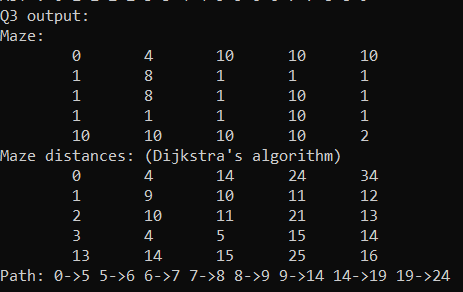 Q3 output:
Maze:
0 4 10 10 10
1 8 1 1 1
1 8 1 10 1
1 1 1 10 1
10 10 10 10 2
Maze distances: (Dijkstra's algorithm)
0 4 14 24 34
1 9 10 11 12
2 10 11 21 13
3 4 5 15 14
13 14 15 25 16
Path: 0->5 5->6 6->7 7->8 8->9 9->14 14->19 19->24